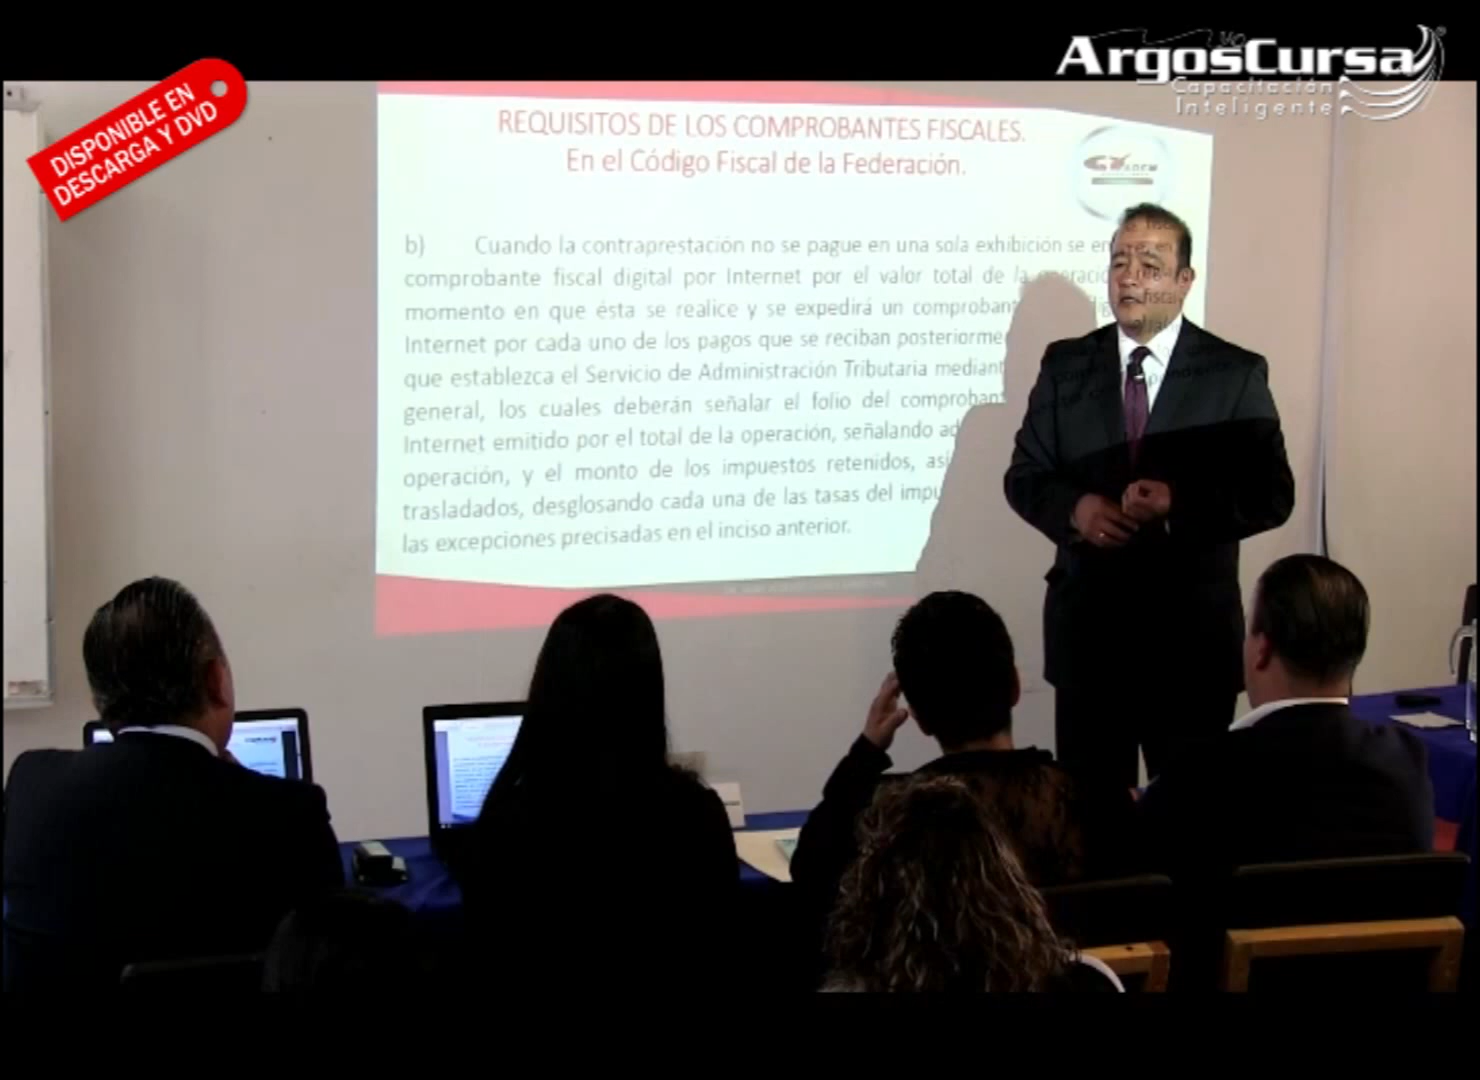 ArgosCursa
Capacitación
Inteligente
DISPONIBLE EN
DESCARGA Y DVD
REQUISITOS DE LOS COMPROBANTES FISCALES.
En el Código Fiscal de la Federación.
b) Cuando la contraprestación no se pague en una sola exhibición se
comprobante fiscal digital por Internet por el valor total de la
momento en que ésta se realice y se expedirá un
Internet por cada uno de los pagos que se reciban
que establezca el Servicio de Administración Tributaria
general, los cuales deberán señalar el folio del
Internet emitido por el total de la operación, señalando
operación, y el monto de los impuestos retenidos,
trasladados, desglosando cada una de las tasas del
las excepciones precisadas en el inciso anterior.